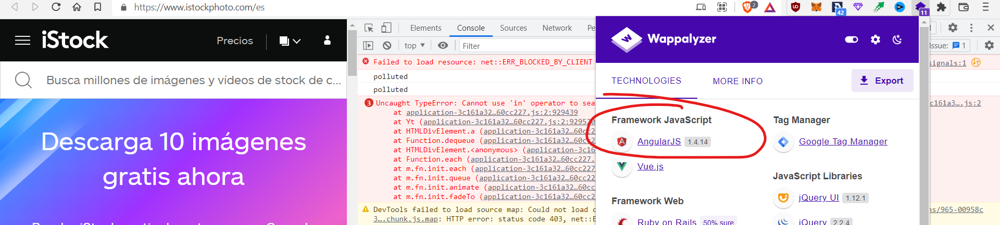 https://www.istockphoto.com/es
2
42
11
iStock
Precios
Busca millones de imágenes y vídeos de stock de c...
Descarga 10 imágenes
gratis ahora
Elements
Console
Sources
Network
Pe
top
Filter
Issue: 1
Failed to load resource: net::ERR_BLOCKED_BY_CLIENT
signals:1
polluted
polluted
3 Uncaught TypeError: Cannot use 'in' operator to sea
c161a3….js:2
at application-3c161a32…60cc227.js:2:929439
at Yt (application-3c161a32…60cc227.js:2:929520
at HTMLDivElement.a (application-3c161a32…60cc2
at Function.dequeue (application-3c161a32…60cc2
at HTMLDivElement.<anonymous> (application-3c16
at Function.each (application-3c161a32…60cc227.
at m.fn.init.each (application-3c161a32…60cc227
at m.fn.init.queue (application-3c161a32…60cc22
at m.fn.init.animate (application-3c161a32…60cc
at m.fn.init.fadeTo (application-3c161a32…60cc2
DevTools failed to load source map: Could not load c
ns/965-00958c
3….chunk.js.map: HTTP error: status code 403, net::E
Wappalyzer
TECHNOLOGIES
MORE INFO
Export
Framework JavaScript
AngularJS 1.4.14
Vue.js
Framework Web
Ruby on Rails 50% sure
Tag Manager
Google Tag Manager
JavaScript Libraries
jQuery UI 1.12.1
jQuery 2.2.4